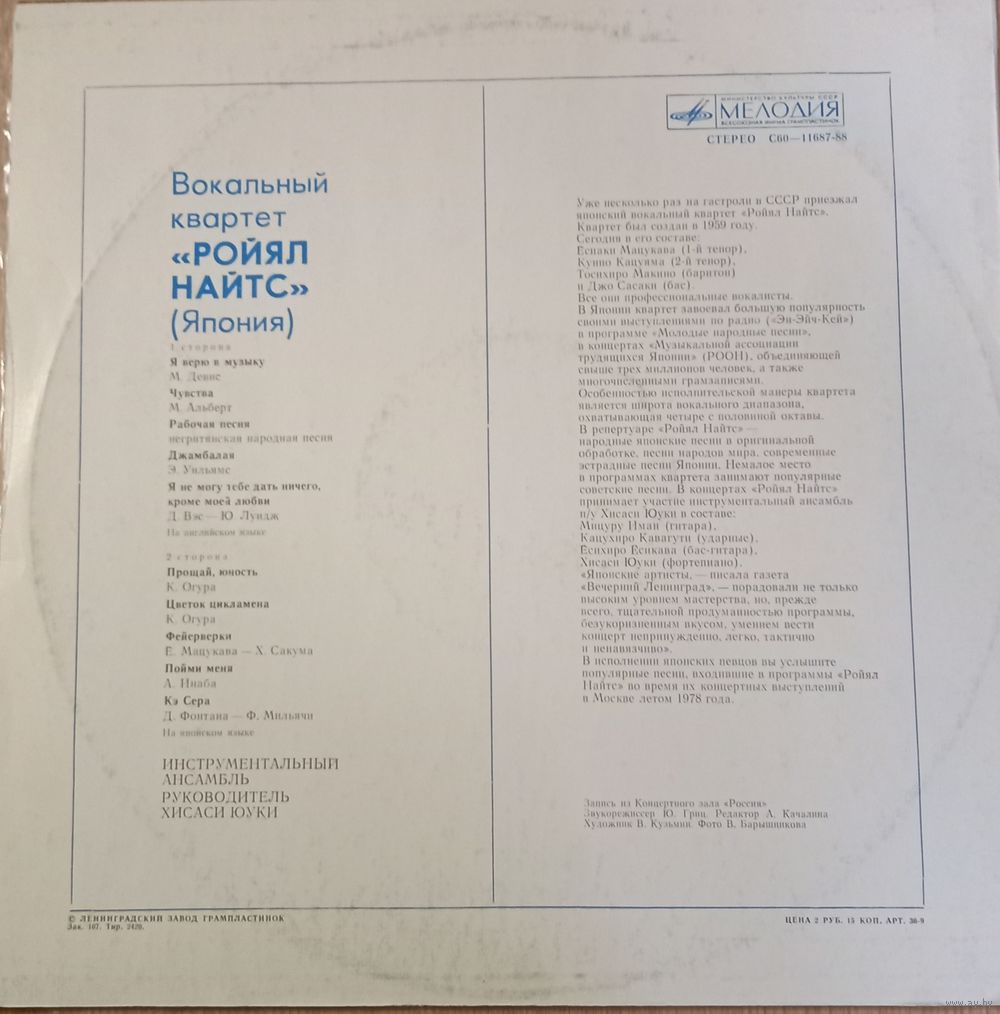 Вокальный
квартет
«РОЙЯЛ
НАЙТС»
(Япония)
1 сторона
Я верю в музыку
М. Девис
Чувства
М. Альберт
Рабочая песня
негритянская народная песня
Джамбалая
Э. Уильямс
Я не могу тебе дать ничего,
кроме моей любви
Д. Вэс — Ю. Луидж
На английском языке
2 сторона
Прощай, юность
К. Огура
Цветок цикламена
К. Огура
Фейерверки
Е. Мацукава — Х. Сакума
Пойми меня
А. Инаба
Кэ Сера
Д. Фонтана — Ф. Мильячи
На японском языке
ИНСТРУМЕНТАЛЬНЫЙ
АНСАМБЛЬ
РУКОВОДИТЕЛЬ
ХИСАСИ ЮУКИ
МИНИСТЕРСТВО КУЛЬТУРЫ СССР
МЕЛОДИЯ
ВСЕСОЮЗНАЯ ФИРМА ГРАМПЛАСТИНОК
СТЕРЕО С60—11687-88
Уже несколько раз на гастроли в СССР приезжал
японский вокальный квартет «Ройял Найтс».
Квартет был создан в 1959 году.
Сегодня в его составе:
Есиаки Мацукава (1-й тенор),
Кунио Кацуяма (2-й тенор),
Тосихиро Макино (баритон)
и Джо Сасаки (бас).
Все они профессиональные вокалисты.
В Японии квартет завоевал большую популярность
своими выступлениями по радио («Эн-Эйч-Кей»)
в программе «Молодые народные песни»,
в концертах «Музыкальной ассоциации
трудящихся Японии» (РООН), объединяющей
свыше трех миллионов человек, а также
многочисленными грамзаписями.
Особенностью исполнительской манеры квартета
является широта вокального диапазона,
охватывающая четыре с половиной октавы.
В репертуаре «Ройял Найтс» —
народные японские песни в оригинальной
обработке, песни народов мира, современные
эстрадные песни Японии. Немалое место
в программах квартета занимают популярные
советские песни. В концертах «Ройял Найтс»
принимает участие инструментальный ансамбль
п/у Хисаси Юуки в составе:
Мицуру Иман (гитара),
Кацухиро Кавагути (ударные),
Ёсихиро Есикава (бас-гитара),
Хисаси Юуки (фортепиано).
«Японские артисты, — писала газета
«Вечерний Ленинград», — порадовали не только
высоким уровнем мастерства, но, прежде
всего, тщательной продуманностью программы,
безукоризненным вкусом, умением вести
концерт непринужденно, легко, тактично
и ненавязчиво».
В исполнении японских певцов вы услышите
популярные песни, входившие в программы «Ройял
Найтс» во время их концертных выступлений
в Москве летом 1978 года.
Запись из Концертного зала «Россия»
Звукорежиссер Ю. Гриц. Редактор А. Качалина
Художник В. Кузьмин. Фото В. Барышникова
© ЛЕНИНГРАДСКИЙ ЗАВОД ГРАМПЛАСТИНОК
Зак. 107. Тир. 2420.
ЦЕНА 2 РУБ. 15 КОП. АРТ. 36-9
www.au.by